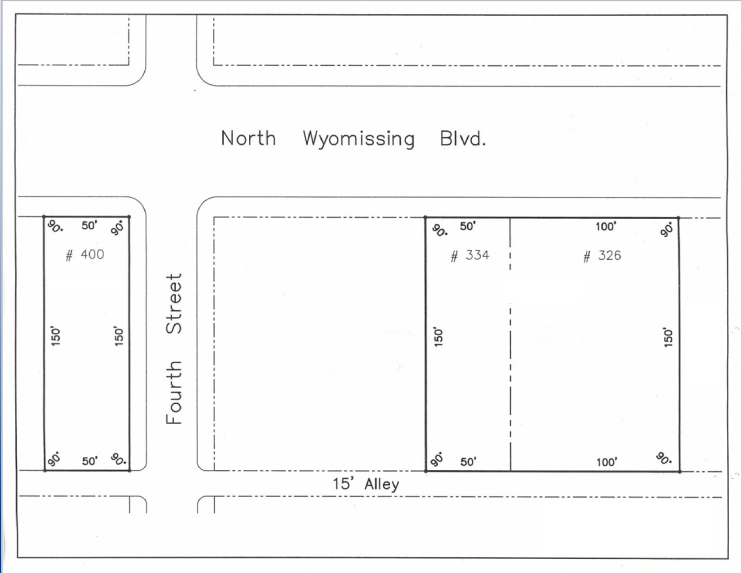 North Wyomissing Blvd.
90° 50' 90°
# 400
150' 150'
90° 50' 90°
Fourth Street
50' 100'
90° 90°
# 334 # 326
150' 150'
90° 50' 100' 90°
15' Alley